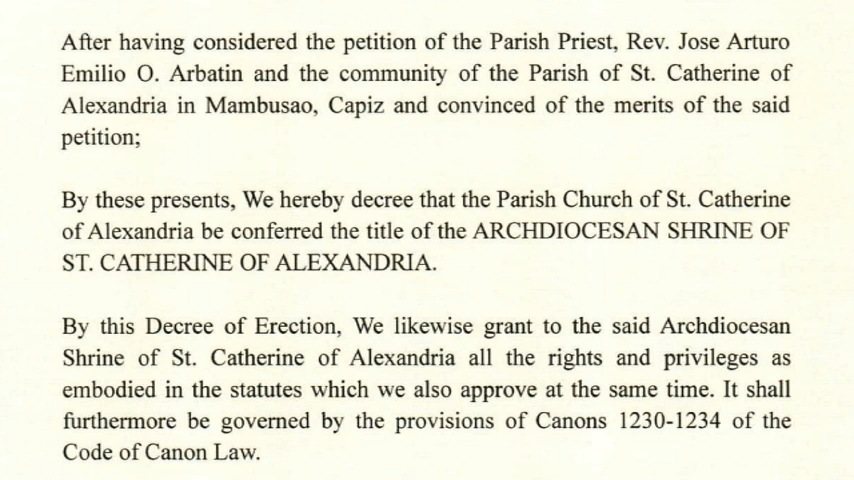 After having considered the petition of the Parish Priest, Rev. Jose Arturo
Emilio O. Arbatin and the community of the Parish of St. Catherine of
Alexandria in Mambusao, Capiz and convinced of the merits of the said
petition;
By these presents, We hereby decree that the Parish Church of St. Catherine
of Alexandria be conferred the title of the ARCHDIOCESAN SHRINE OF
ST. CATHERINE OF ALEXANDRIA.
By this Decree of Erection, We likewise grant to the said Archdiocesan
Shrine of St. Catherine of Alexandria all the rights and privileges as
embodied in the statutes which we also approve at the same time. It shall
furthermore be governed by the provisions of Canons 1230-1234 of the
Code of Canon Law.